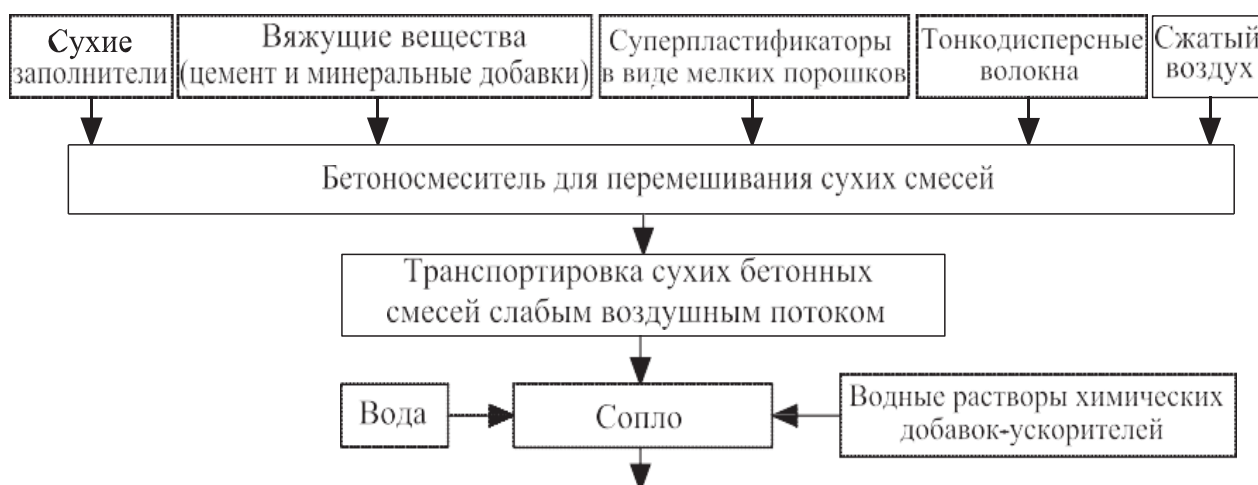 Сухие
заполнители
Вяжущие вещества
(цемент и минеральные добавки)
Суперпластификаторы
в виде мелких порошков
Тонкодисперсные
волокна
Сжатый
воздух
Бетоносмеситель для перемешивания сухих смесей
Транспортировка сухих бетонных
смесей слабым воздушным потоком
Вода
Сопло
Водные растворы химических
добавок-ускорителей